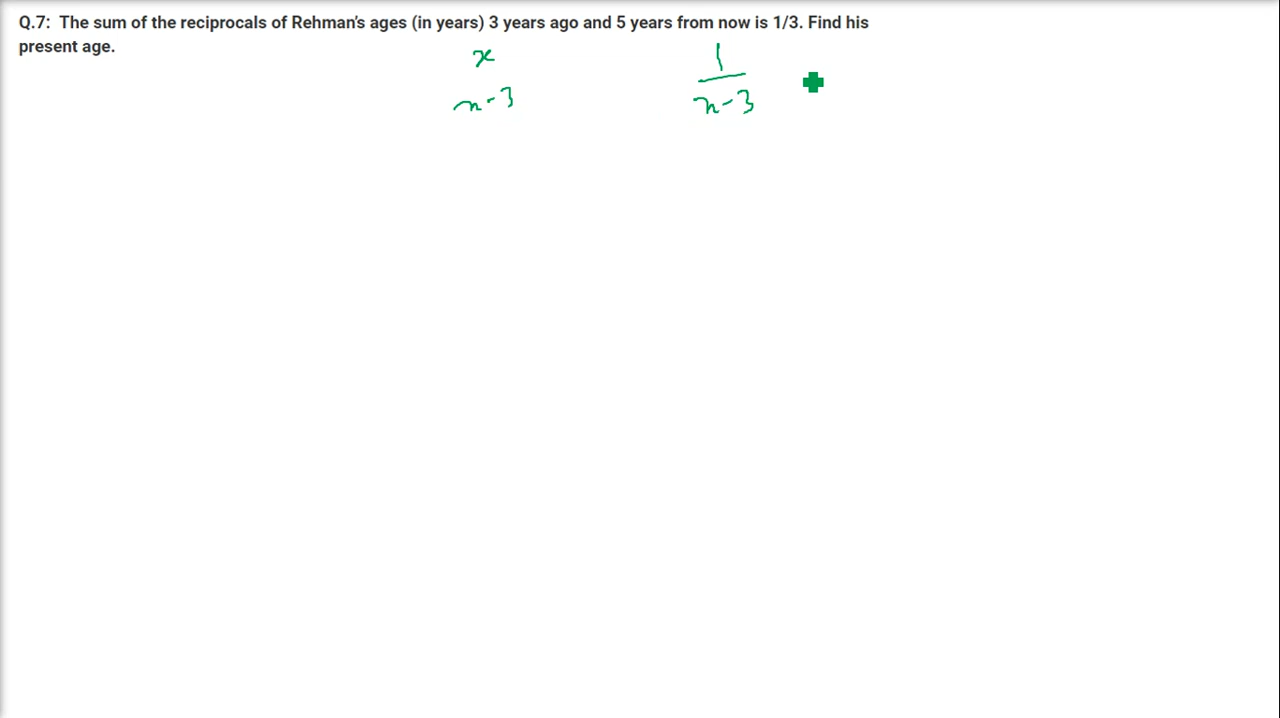 Q.7: The sum of the reciprocals of Rehman's ages (in years) 3 years ago and 5 years from now is 1/3. Find his
present age.
x
x-3
1
x-3